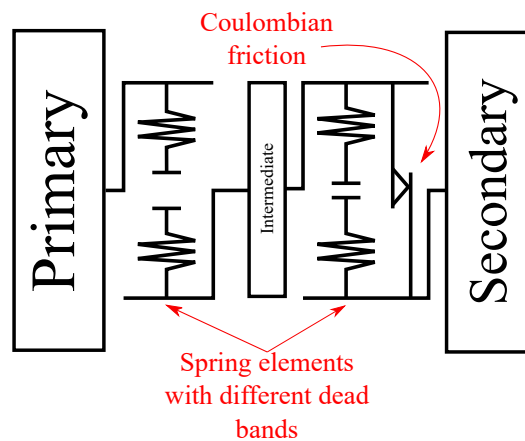 Coulombian
friction
Primary
Intermediate
Secondary
Spring elements
with different dead
bands